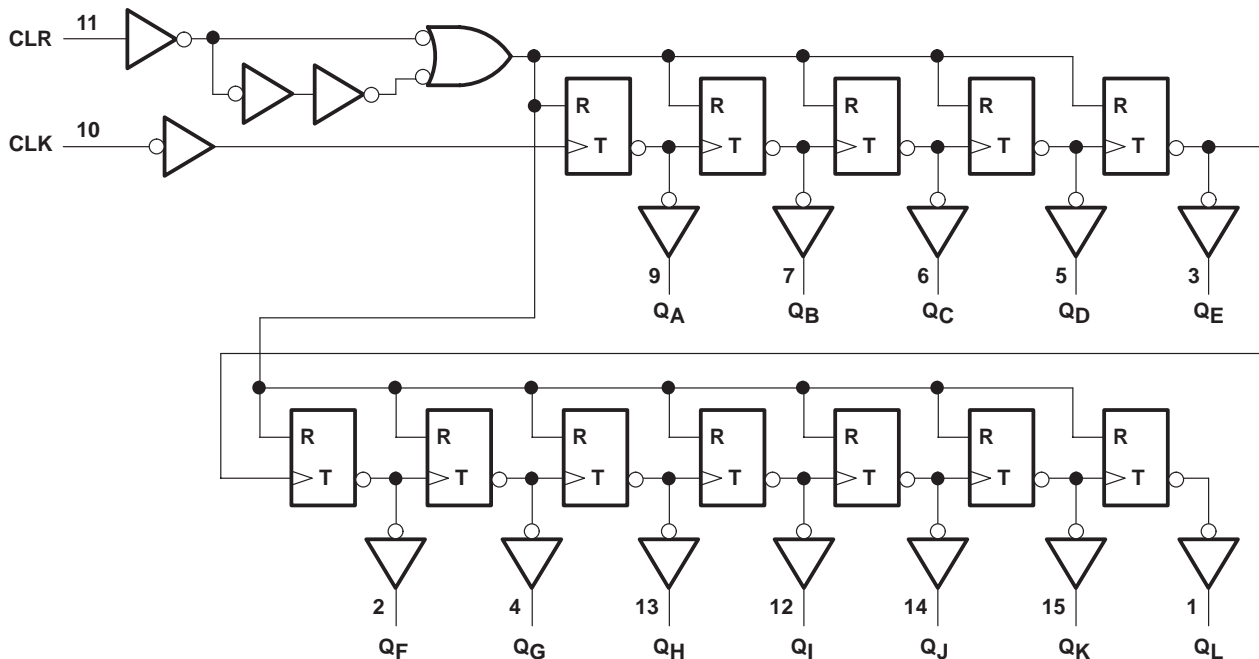 CLR 11
CLK 10
R R R R R
T T T T T
9 7 6 5 3
QA QB QC QD QE
R R R R R R R
T T T T T T T
2 4 13 12 14 15 1
QF QG QH QI QJ QK QL